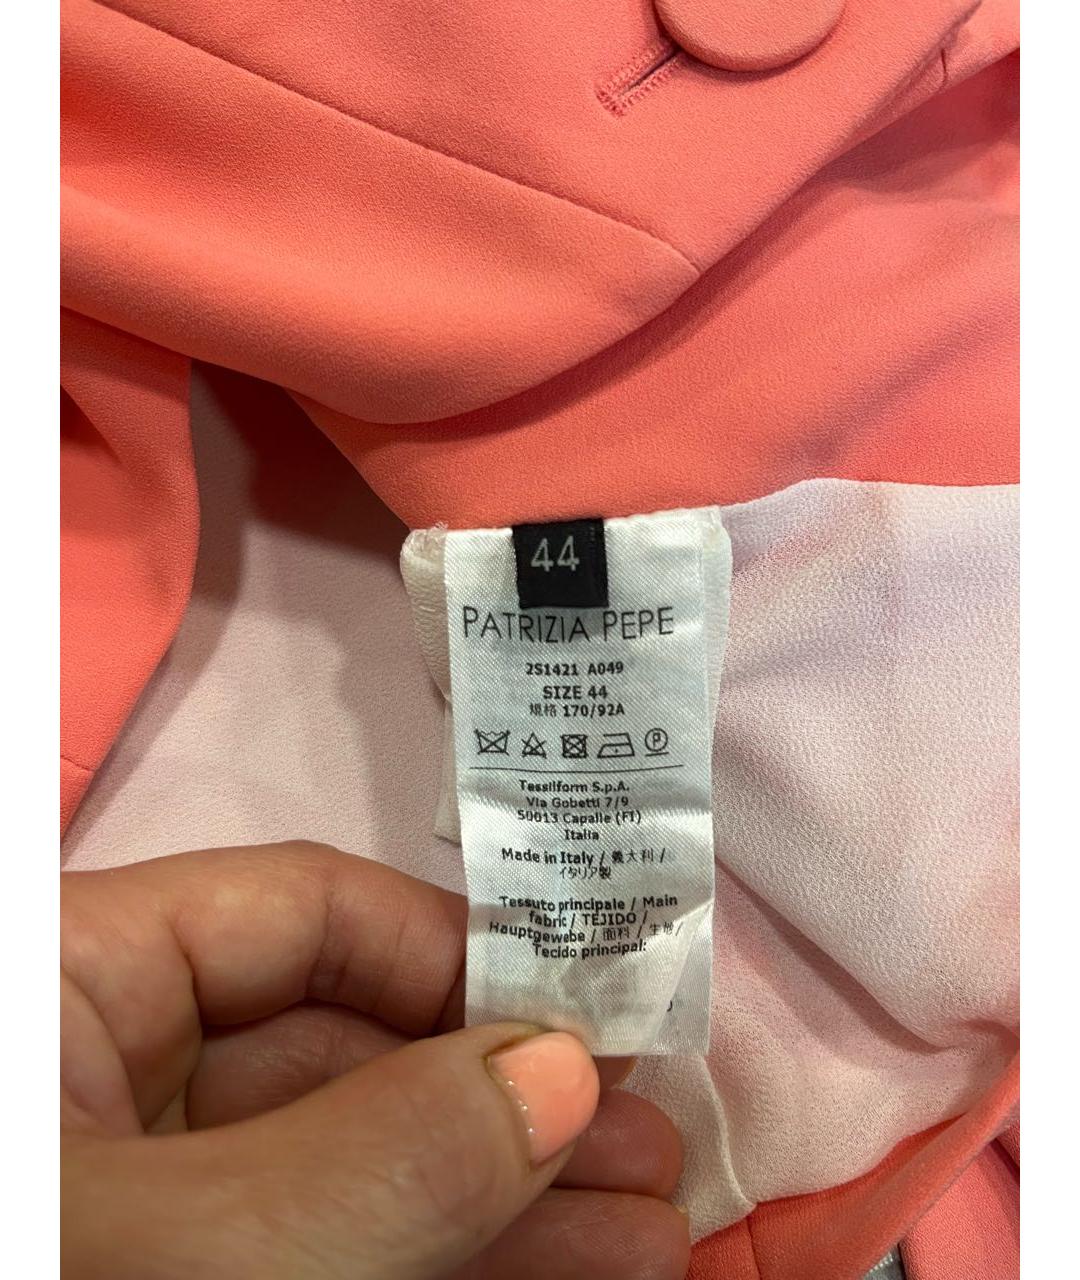 44
PATRIZIA PEPE
2S1421 A049
SIZE 44
規格 170/92A
P
Tessilform S.p.A.
Via Gobetti 7/9
50013 Capalle (FI)
Italia
Made in Italy / 義大利 /
イタリア製
Tessuto principale / Main
fabric / TEJIDO /
Hauptgewebe / 面料 / 生地 /
Tecido principal: